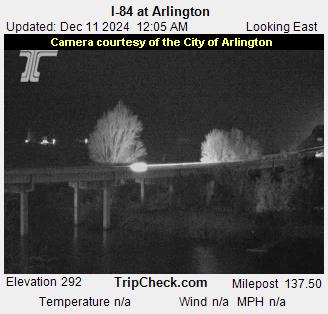 I-84 at Arlington
Updated: Dec 11 2024 12:05 AM Looking East
Camera courtesy of the City of Arlington
Elevation 292 TripCheck.com Milepost 137.50
Temperature n/a Wind n/a MPH n/a